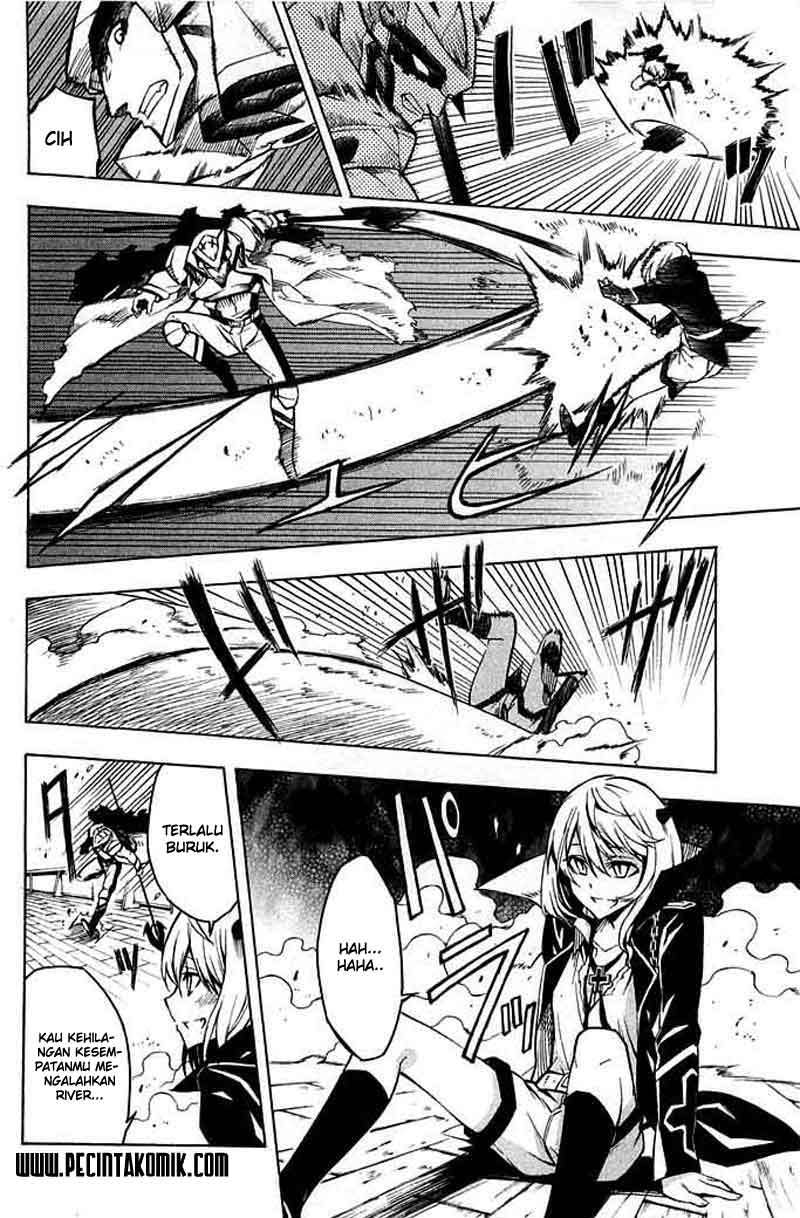 CIH
TERLALU
BURUK.
HAH...
HAHA..
KAU KEHILA-
NGAN KESEM-
PATANMU ME-
NGALAHKAN
RIVER...
WWW.PECINTAKOMIK.COM